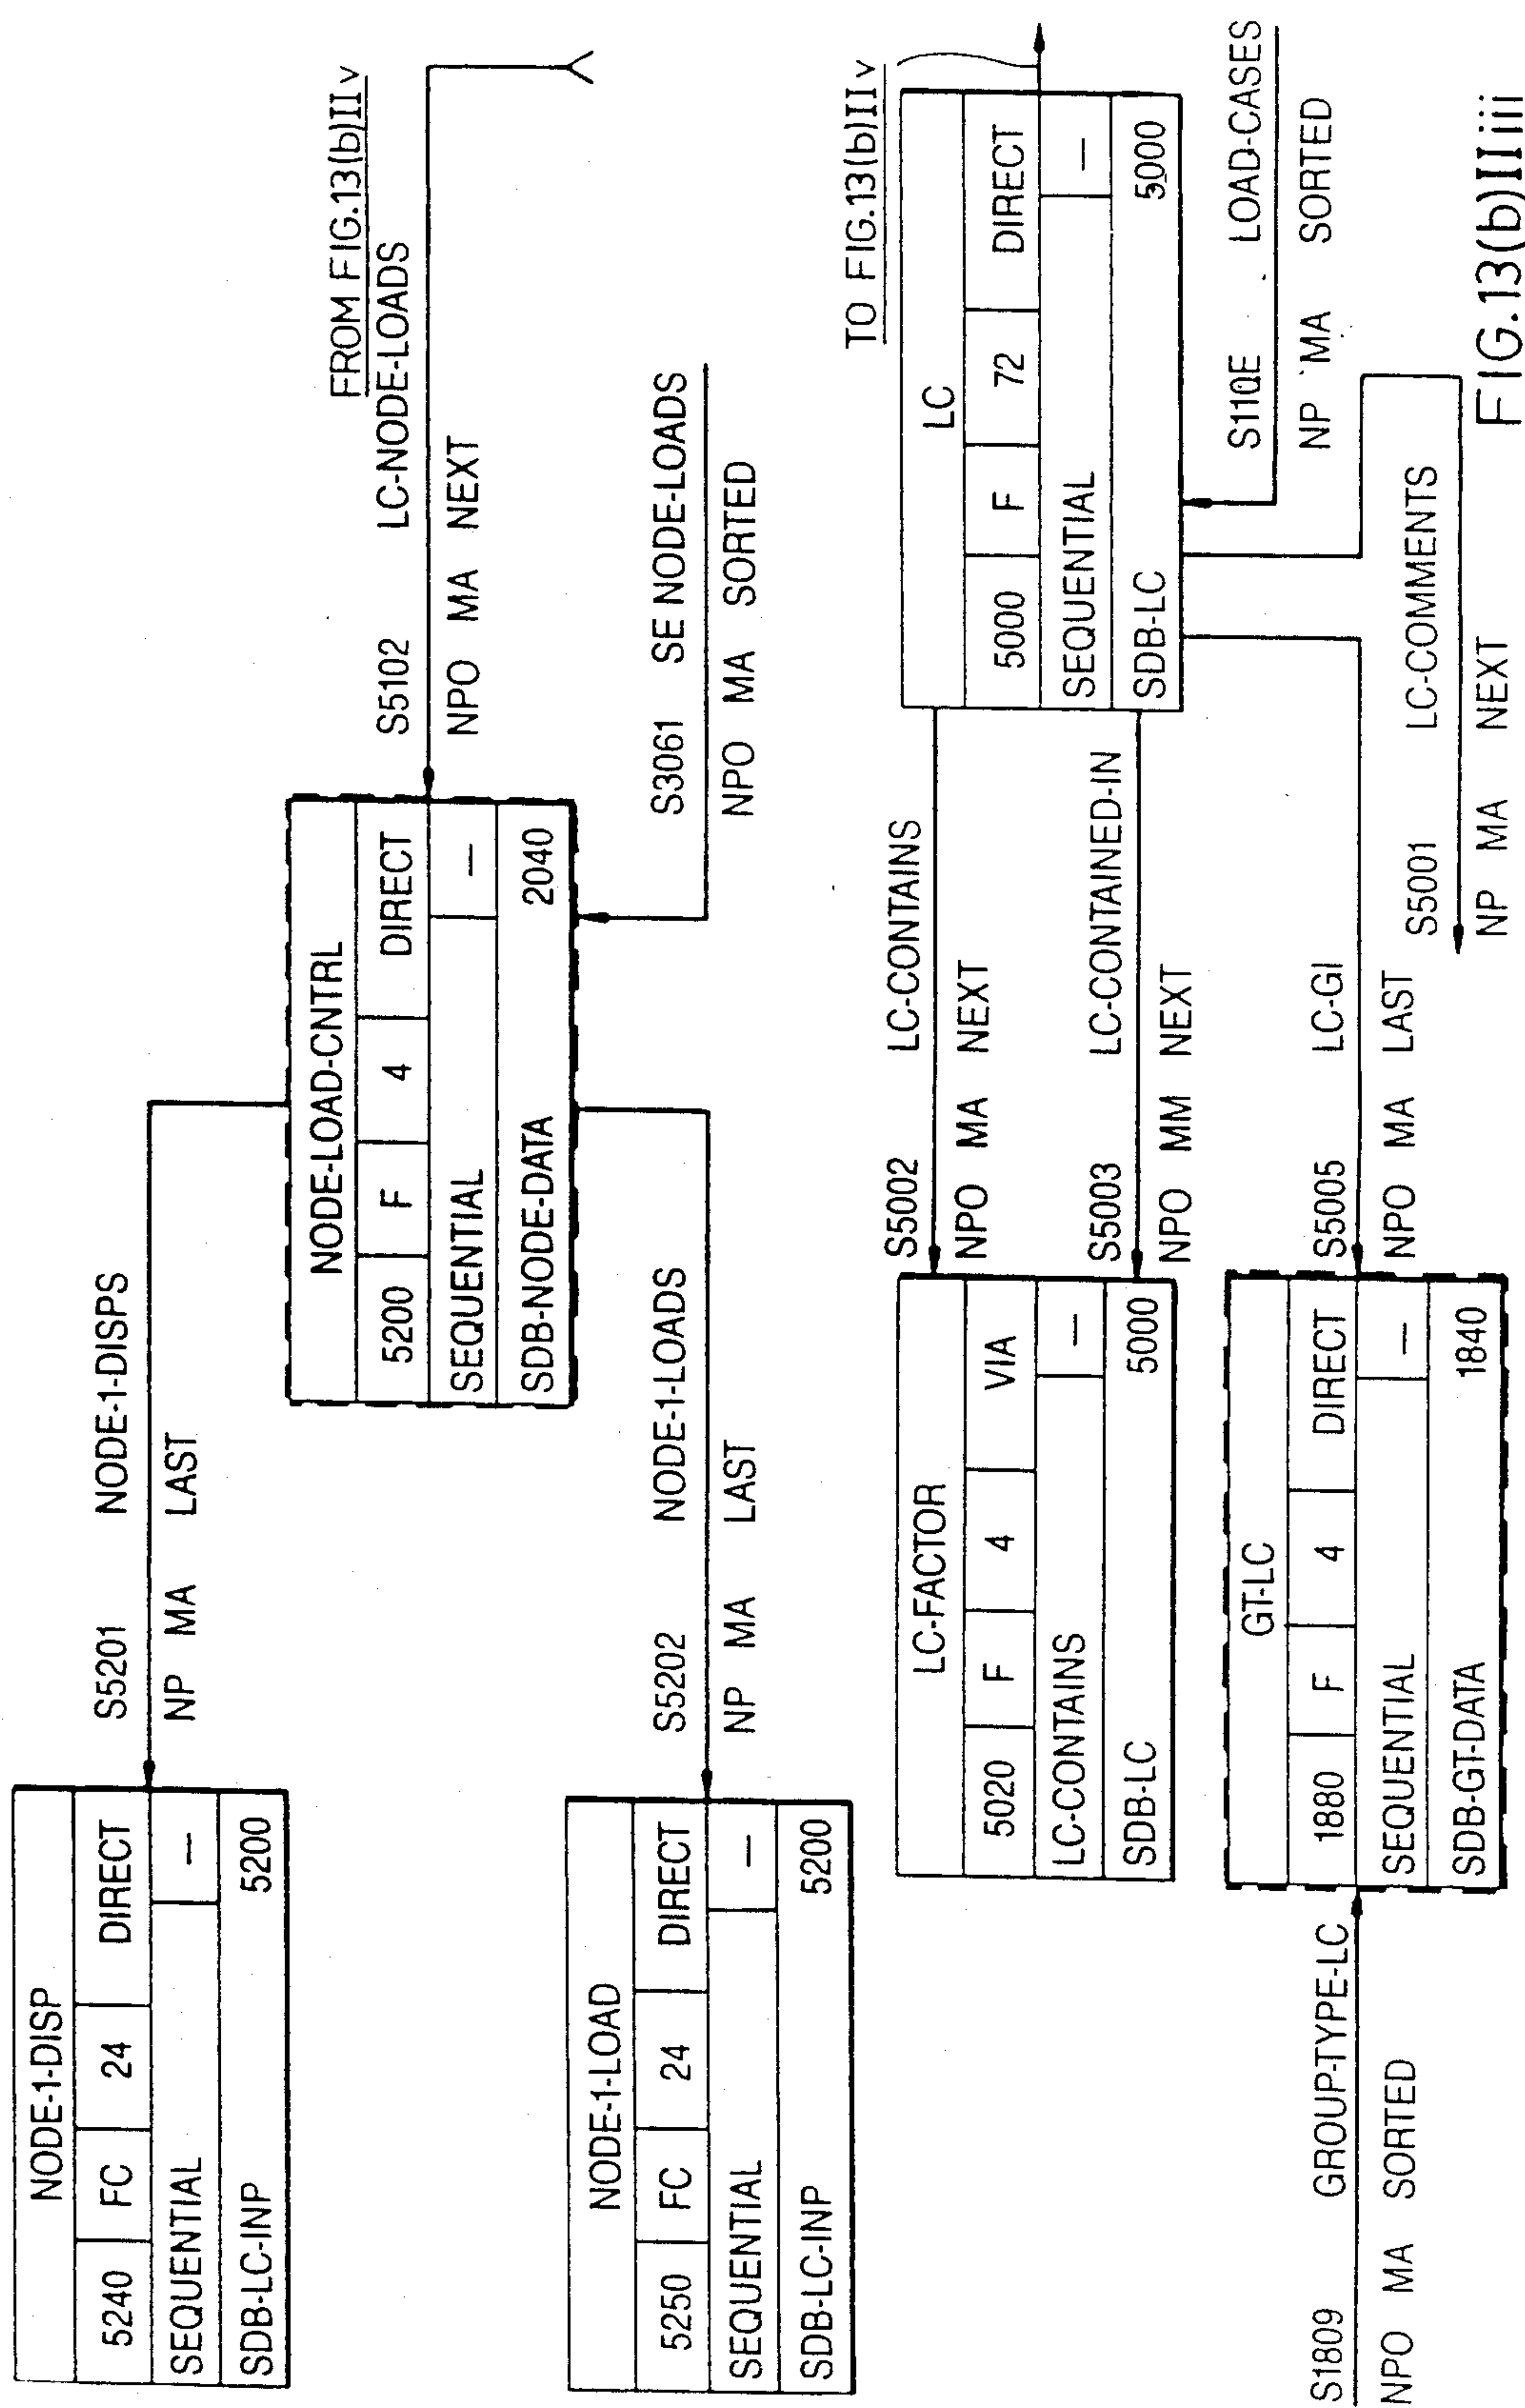 NODE-1-DISP
5240 FC 24 DIRECT
SEQUENTIAL —
SDB-LC-INP 5200
S5201 NODE-1-DISPS
NP MA LAST
FROM FIG.13(b)IIv
S5102 LC-NODE-LOADS
NPO MA NEXT
NODE-LOAD-CNTRL
5200 F 4 DIRECT
SEQUENTIAL —
SDB-NODE-DATA 2040
S3061 SE NODE-LOADS
NPO MA SORTED
S5202 NODE-1-LOADS
NP MA LAST
NODE-1-LOAD
5250 FC 24 DIRECT
SEQUENTIAL —
SDB-LC-INP 5200
TO FIG.13(b)IIv
LC
5000 F 72 DIRECT
SEQUENTIAL —
SDB-LC 5000
S5002 LC-CONTAINS
NPO MA NEXT
S5003 LC-CONTAINED-IN
NPO MM NEXT
LC-FACTOR
5020 F 4 VIA
LC-CONTAINS —
SDB-LC 5000
S110E LOAD-CASES
NP MA SORTED
S5005 LC-GI
NPO MA LAST
S5001 LC-COMMENTS
NP MA NEXT
GT-LC
1880 F 4 DIRECT
SEQUENTIAL —
SDB-GT-DATA 1840
S1809 GROUP-TYPE-LC
NPO MA SORTED
FIG.13(b)IIiii